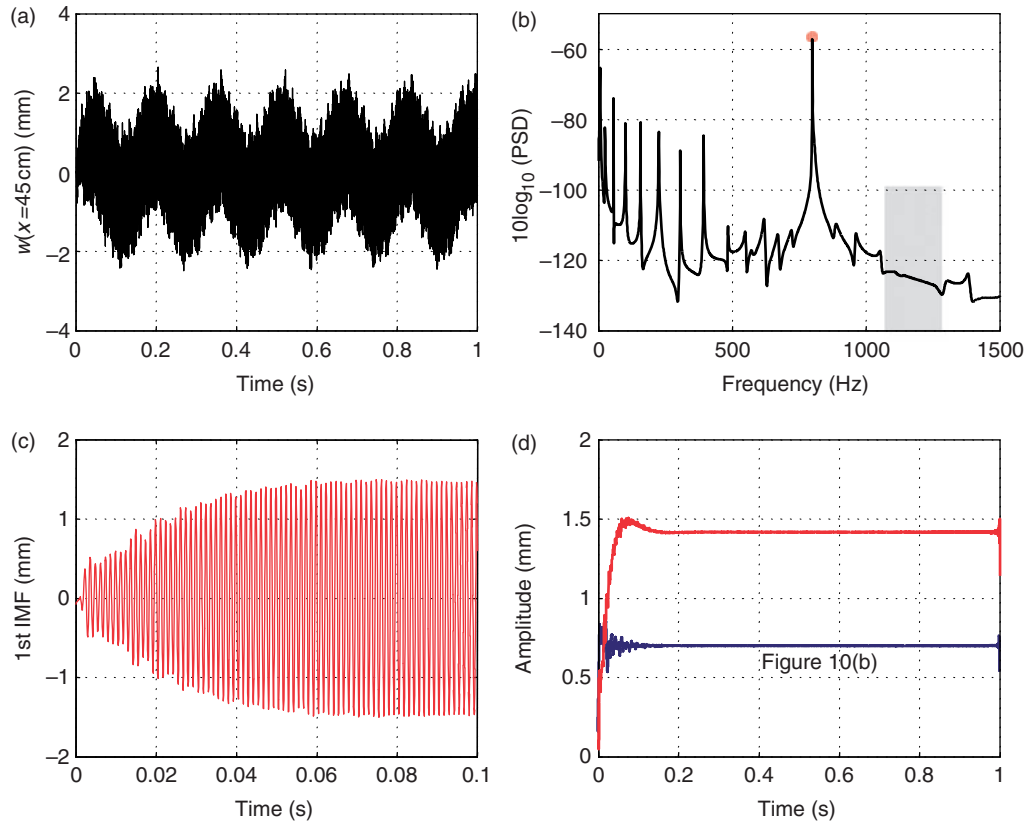 (a)
4
2
0
−2
−4
w(x=45cm) (mm)
0 0.2 0.4 0.6 0.8 1
Time (s)
(b)
−60
−80
−100
−120
−140
10log10 (PSD)
0 500 1000 1500
Frequency (Hz)
(c)
2
1
0
−1
−2
1st IMF (mm)
0 0.02 0.04 0.06 0.08 0.1
Time (s)
(d)
2
1.5
1
0.5
0
Amplitude (mm)
Figure 10(b)
0 0.2 0.4 0.6 0.8 1
Time (s)